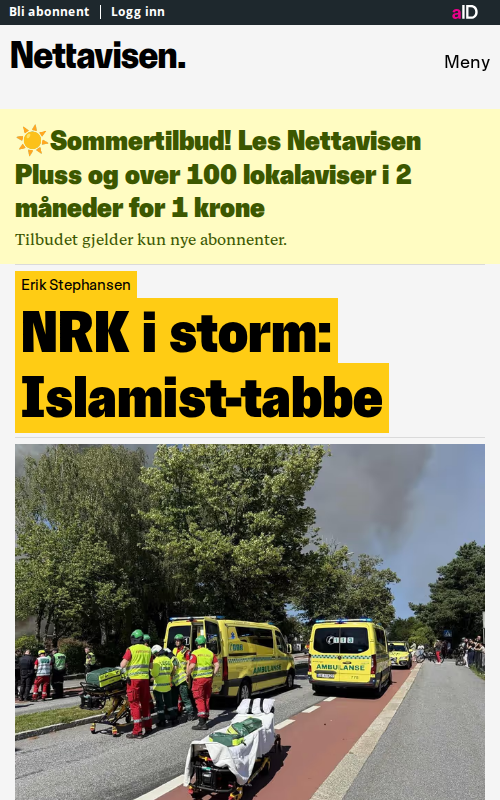 Bli abonnent
Logg inn
aID
Nettavisen.
Meny
Sommertilbud! Les Nettavisen
Pluss og over 100 lokalaviser i 2
måneder for 1 krone
Tilbudet gjelder kun nye abonnenter.
Erik Stephansen
NRK i storm:
Islamist-tabbe
AMBULANSE
113
AMBULANSE